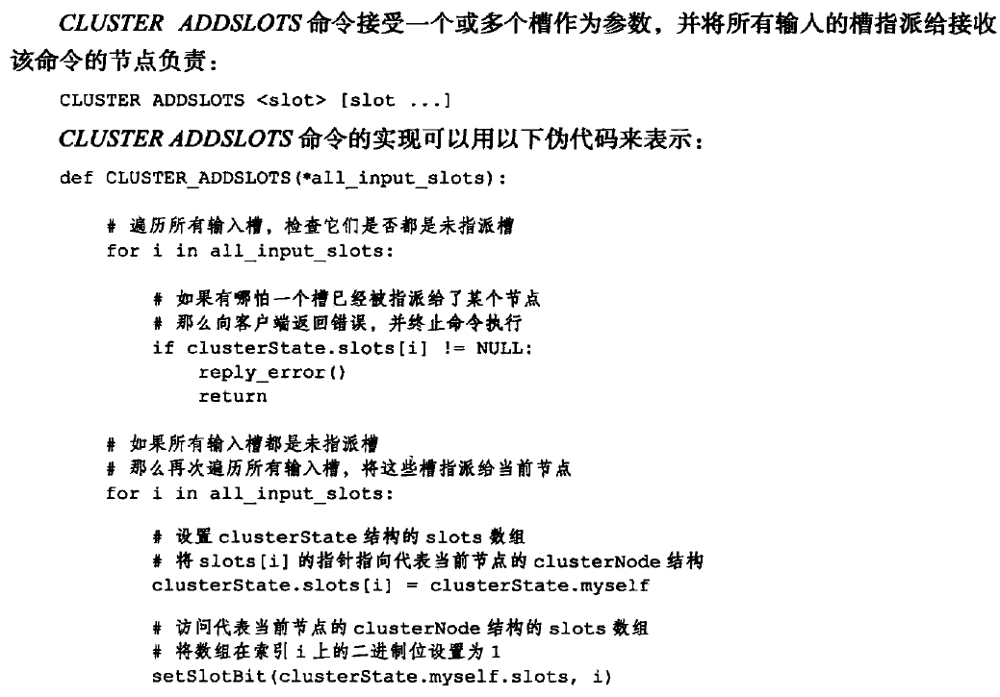 CLUSTER ADDSLOTS 命令接受一个或多个槽作为参数，并将所有输入的槽指派给接收
该命令的节点负责：
CLUSTER ADDSLOTS <slot> [slot ...]
CLUSTER ADDSLOTS 命令的实现可以用以下伪代码来表示：
def CLUSTER_ADDSLOTS(*all_input_slots):
# 遍历所有输入槽，检查它们是否都是未指派槽
for i in all_input_slots:
# 如果有哪怕一个槽已经被指派给了某个节点
# 那么向客户端返回错误，并终止命令执行
if clusterState.slots[i] != NULL:
reply_error()
return
# 如果所有输入槽都是未指派槽
# 那么再次遍历所有输入槽，将这些槽指派给当前节点
for i in all_input_slots:
# 设置 clusterState 结构的 slots 数组
# 将 slots[i] 的指针指向代表当前节点的 clusterNode 结构
clusterState.slots[i] = clusterState.myself
# 访问代表当前节点的 clusterNode 结构的 slots 数组
# 将数组在索引 i 上的二进制位设置为 1
setSlotBit(clusterState.myself.slots, i)